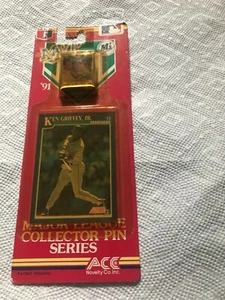 M's
'91
KEN GRIFFEY, JR.
MAJOR LEAGUE
COLLECTOR PIN
SERIES
ACE
Novelty Co. Inc.